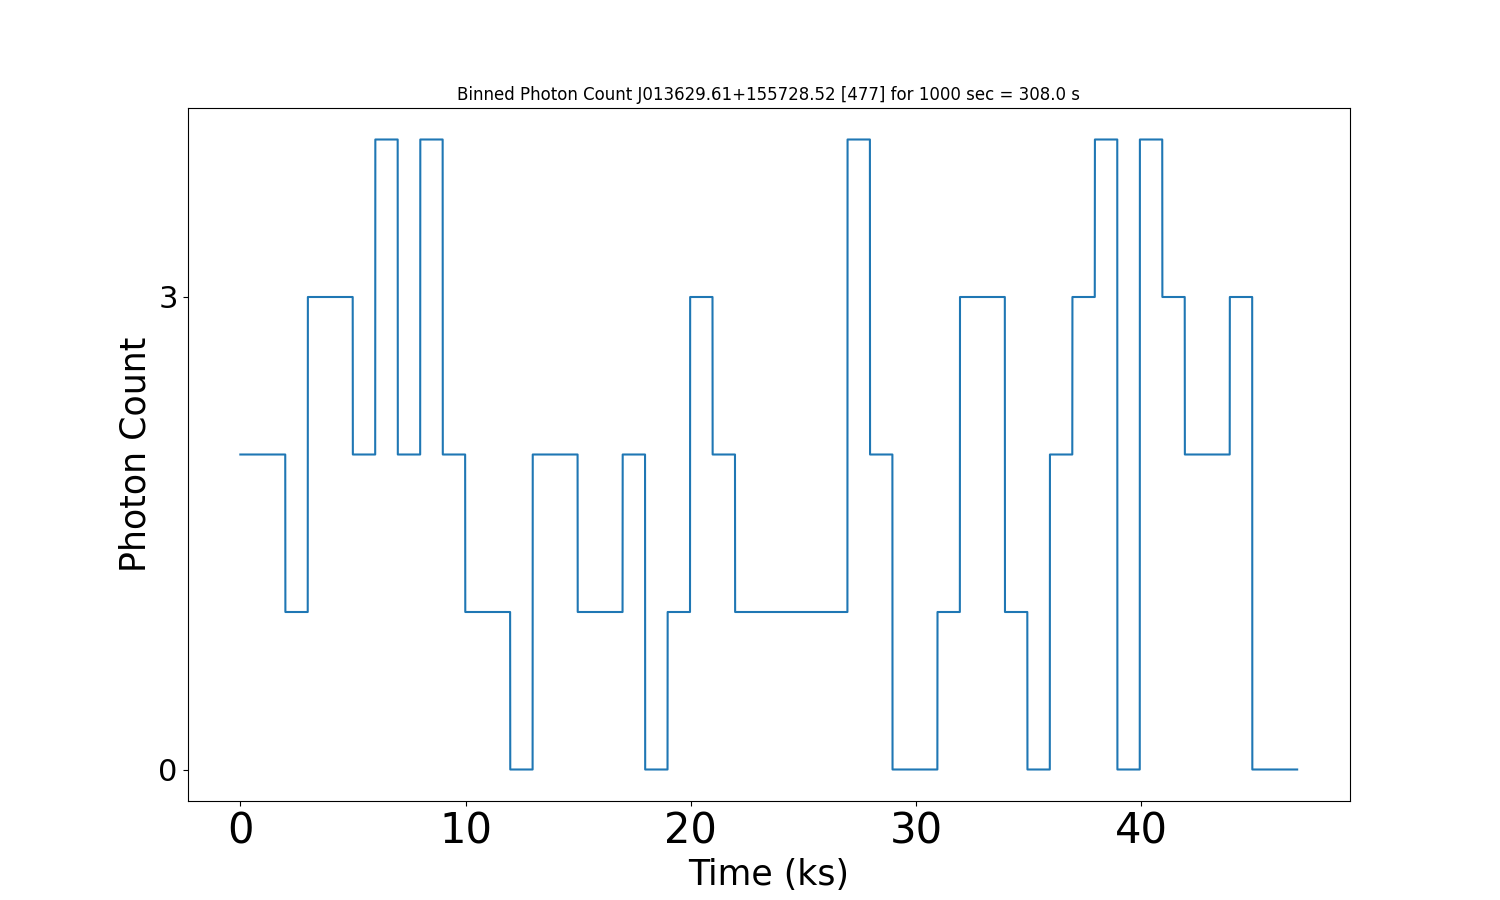 Binned Photon Count J013629.61+155728.52 [477] for 1000 sec = 308.0 s
3
0
Photon Count
0 10 20 30 40
Time (ks)